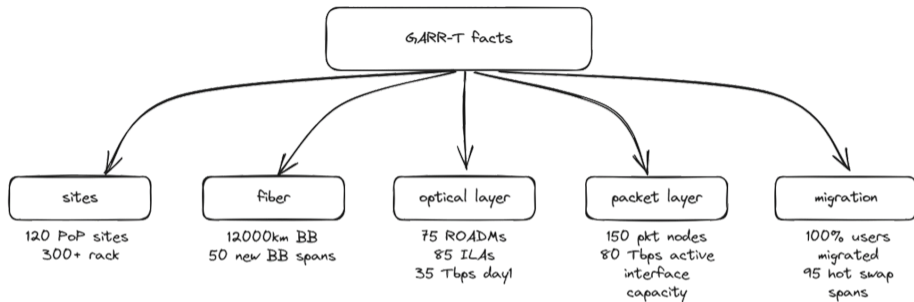 GARR-T facts
sites
120 PoP sites
300+ rack
fiber
12000km BB
50 new BB spans
optical layer
75 ROADMs
85 ILAs
35 Tbps day1
packet layer
150 pkt nodes
80 Tbps active
interface
capacity
migration
100% users
migrated
95 hot swap
spans